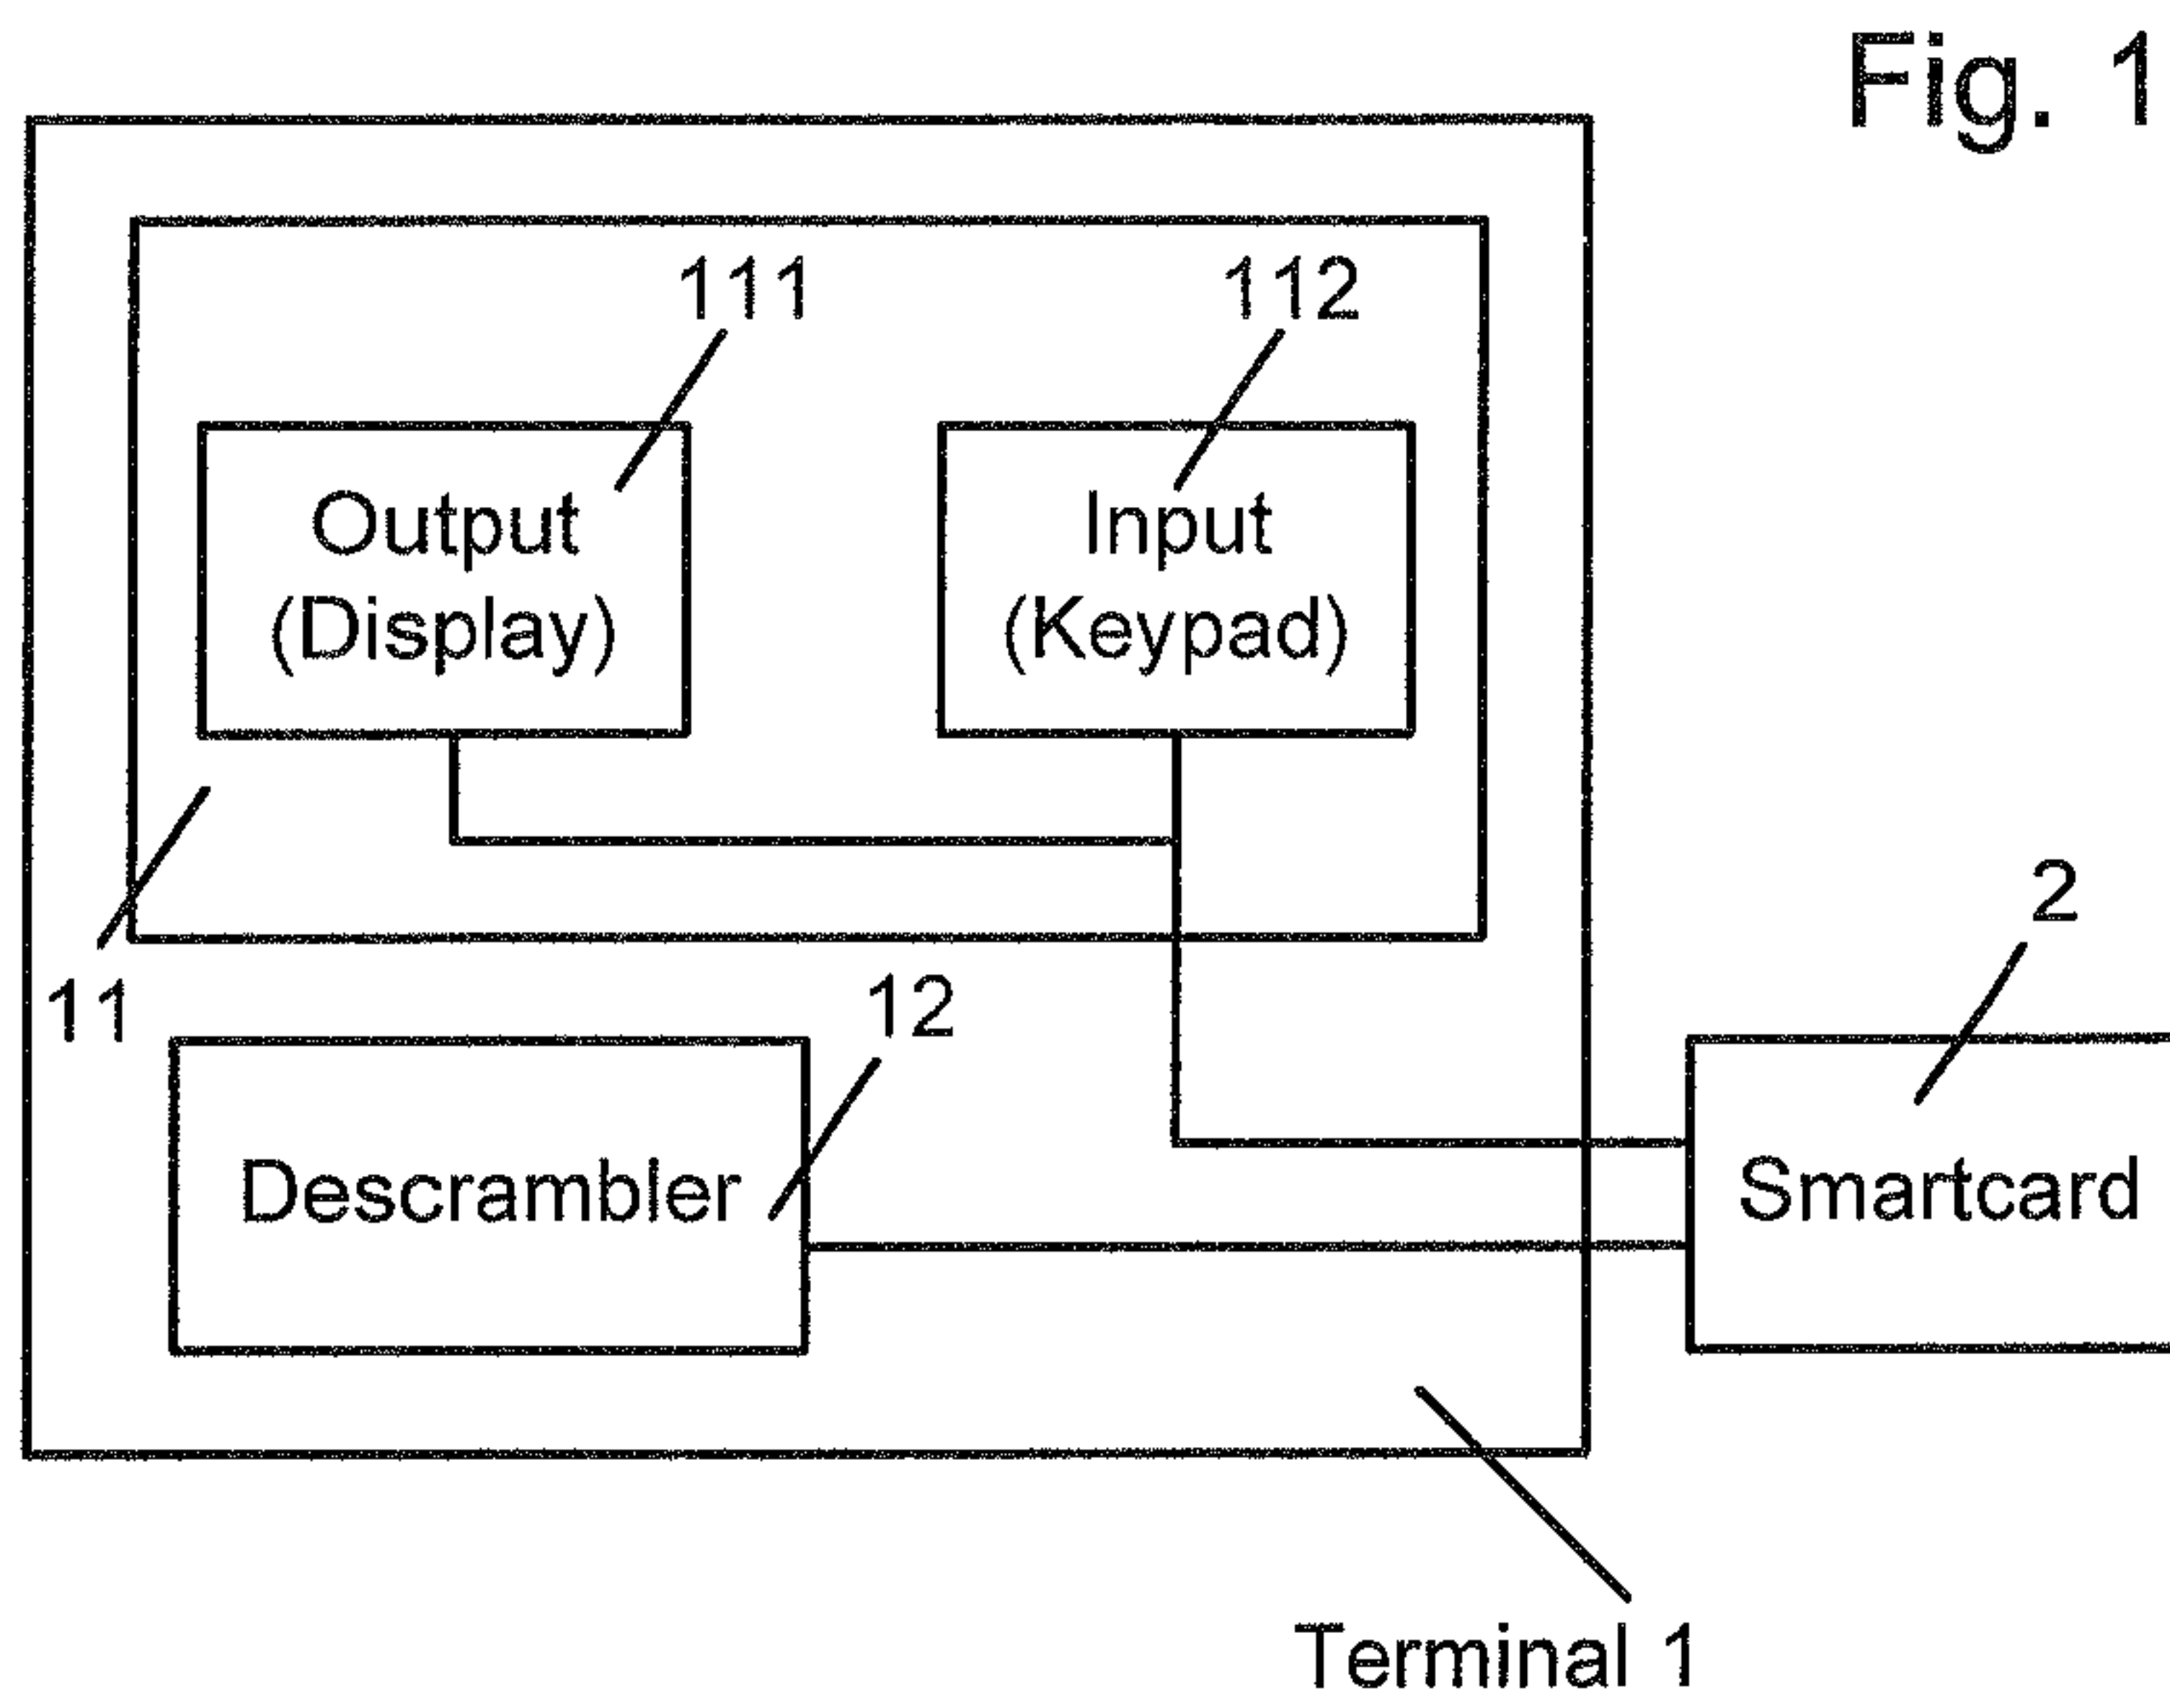 Fig. 1
111
112
Output
(Display)
Input
(Keypad)
2
11
12
Descrambler
Smartcard
Terminal 1